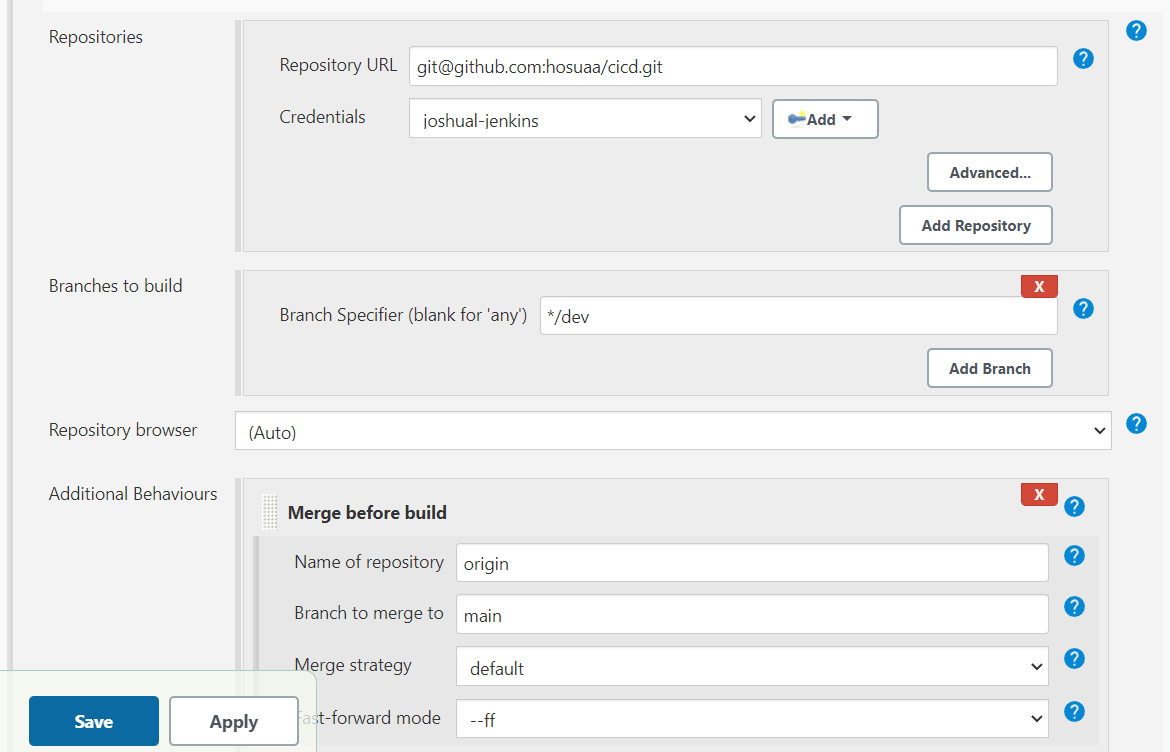 Repositories
?
Repository URL
git@github.com:hosuaa/cicd.git
?
Credentials
joshual-jenkins
Add
Advanced...
Add Repository
Branches to build
X
Branch Specifier (blank for 'any')
*/dev
?
Add Branch
Repository browser
(Auto)
?
Additional Behaviours
X
?
Merge before build
Name of repository
origin
?
Branch to merge to
main
?
Merge strategy
default
?
Fast-forward mode
--ff
?
Save
Apply